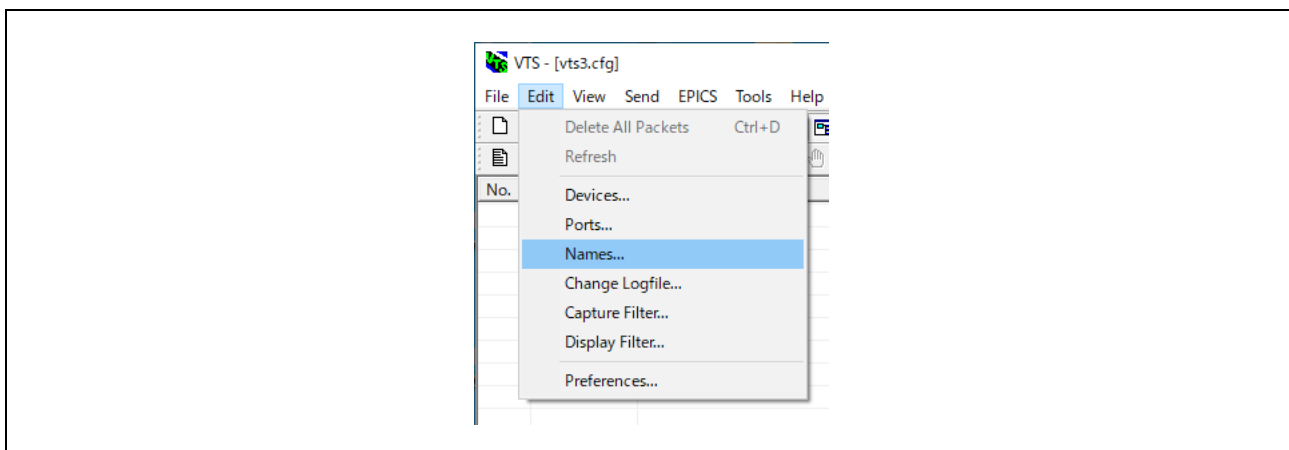 VTS - [vts3.cfg]
File Edit View Send EPICS Tools Help
Delete All Packets Ctrl+D
Refresh
No.
Devices...
Ports...
Names...
Change Logfile...
Capture Filter...
Display Filter...
Preferences...